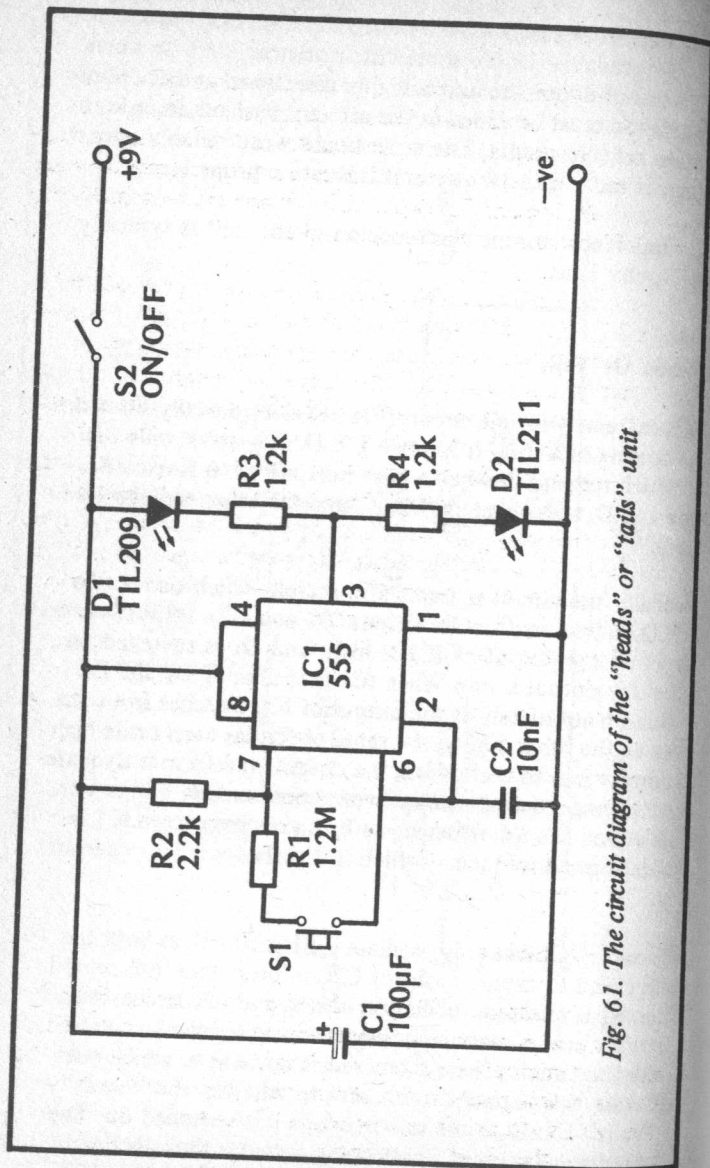 +9V
S2
ON/OFF
D1
TIL209
R3
1.2k
R4
1.2k
D2
TIL211
–ve
4
8
3
IC1
555
1
7
2
6
R2
2.2k
R1
1.2M
S1
C2
10nF
+
C1
100µF
Fig. 61. The circuit diagram of the "heads" or "tails" unit